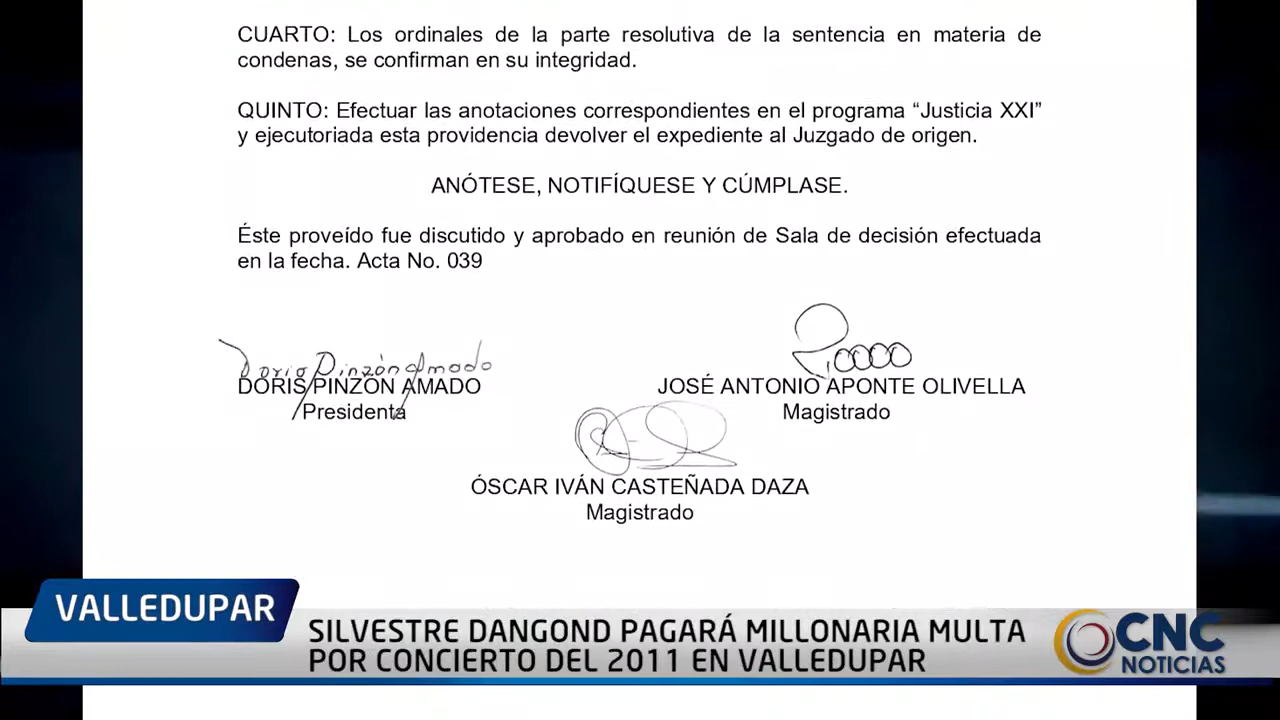 CUARTO: Los ordinales de la parte resolutiva de la sentencia en materia de
condenas, se confirman en su integridad.
QUINTO: Efectuar las anotaciones correspondientes en el programa “Justicia XXI”
y ejecutoriada esta providencia devolver el expediente al Juzgado de origen.
ANÓTESE, NOTIFÍQUESE Y CÚMPLASE.
Éste proveído fue discutido y aprobado en reunión de Sala de decisión efectuada
en la fecha. Acta No. 039
Doris Pinzón Amado
DORIS PINZÓN AMADO
Presidenta
JOSÉ ANTONIO APONTE OLIVELLA
Magistrado
ÓSCAR IVÁN CASTEÑADA DAZA
Magistrado
VALLEDUPAR
SILVESTRE DANGOND PAGARÁ MILLONARIA MULTA
POR CONCIERTO DEL 2011 EN VALLEDUPAR
CNC
NOTICIAS